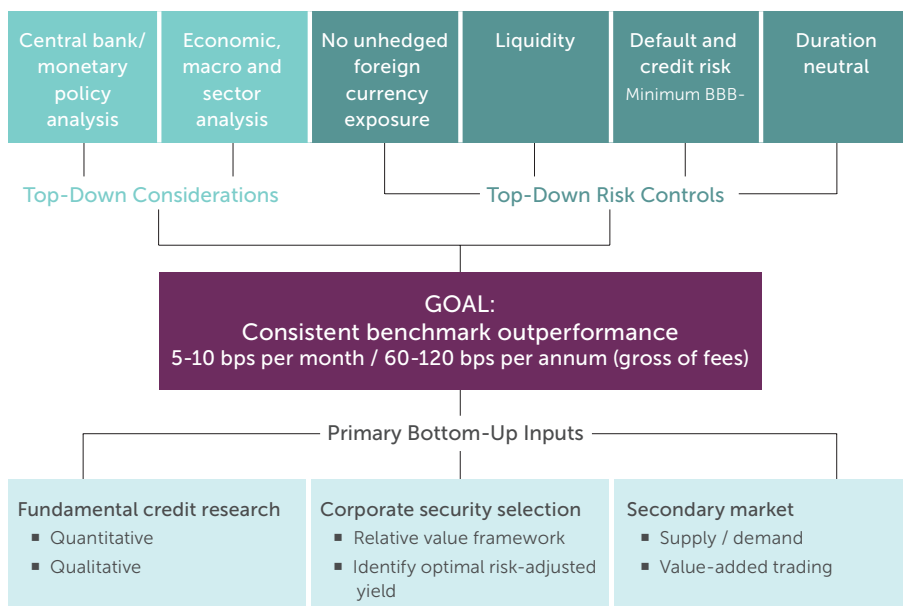 Central bank/
monetary
policy
analysis
Economic,
macro and
sector
analysis
No unhedged
foreign
currency
exposure
Liquidity
Default and
credit risk
Minimum BBB-
Duration
neutral
Top-Down Considerations
Top-Down Risk Controls
GOAL:
Consistent benchmark outperformance
5-10 bps per month / 60-120 bps per annum (gross of fees)
Primary Bottom-Up Inputs
Fundamental credit research
▪ Quantitative
▪ Qualitative
Corporate security selection
▪ Relative value framework
▪ Identify optimal risk-adjusted
yield
Secondary market
▪ Supply / demand
▪ Value-added trading